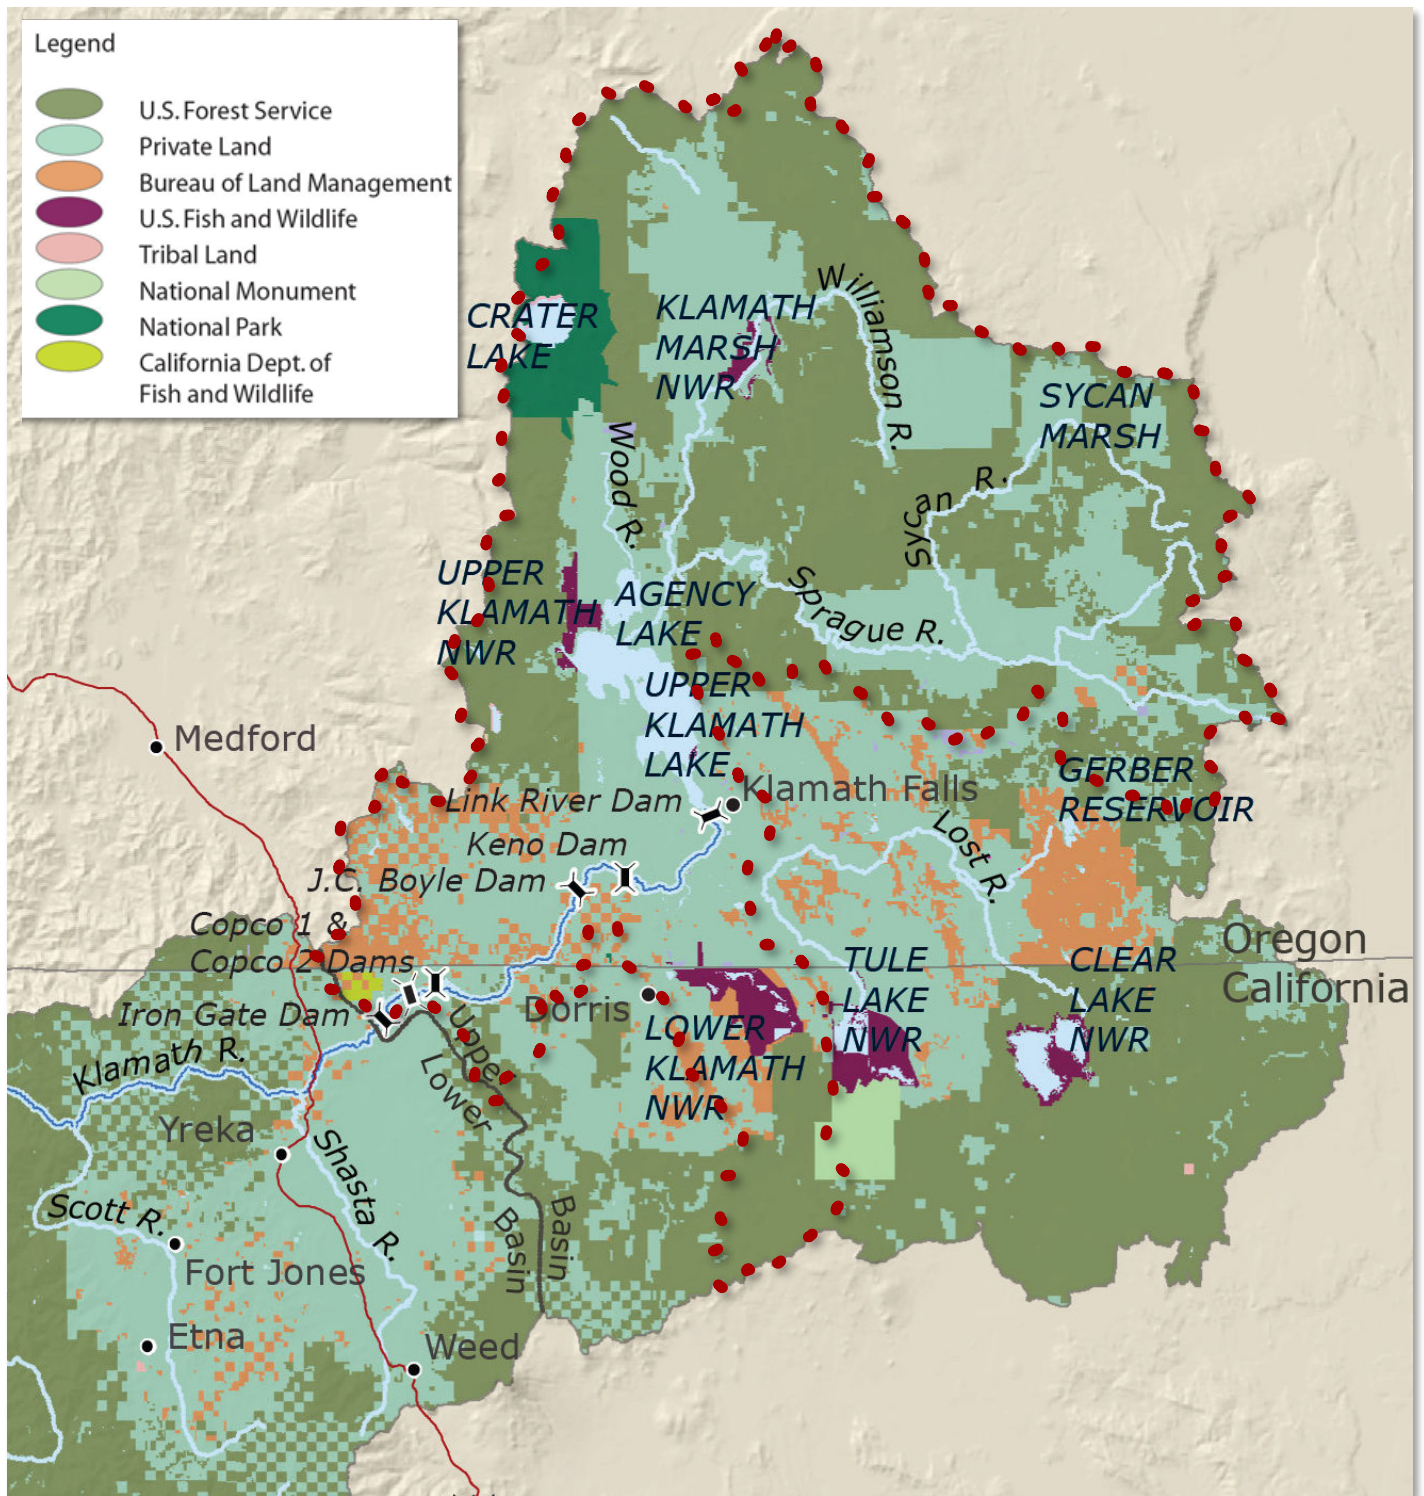 Legend
U.S. Forest Service
Private Land
Bureau of Land Management
U.S. Fish and Wildlife
Tribal Land
National Monument
National Park
California Dept. of
Fish and Wildlife
CRATER
LAKE
KLAMATH
MARSH
NWR
Williamson R.
SYCAN
MARSH
Wood R.
Sycan R.
UPPER
KLAMATH
NWR
AGENCY
LAKE
Sprague R.
UPPER
KLAMATH
LAKE
Medford
Klamath Falls
GERBER
RESERVOIR
Link River Dam
Keno Dam
Lost R.
J.C. Boyle Dam
Copco 1 &
Copco 2 Dams
Oregon
California
TULE
LAKE
NWR
CLEAR
LAKE
NWR
Iron Gate Dam
Dorris
LOWER
KLAMATH
NWR
Klamath R.
Upper
Lower
Yreka
Shasta R.
Scott R.
Basin
Basin
Fort Jones
Etna
Weed